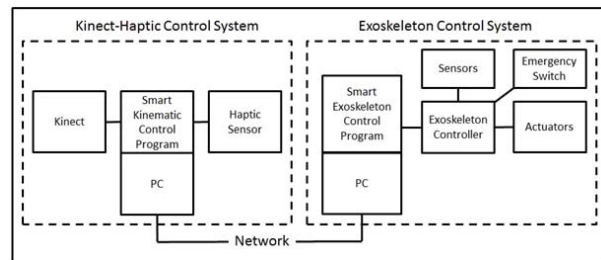 Kinect-Haptic Control System
Kinect
Smart
Kinematic
Control
Program
PC
Haptic
Sensor
Exoskeleton Control System
Smart
Exoskeleton
Control
Program
PC
Sensors
Emergency
Switch
Exoskeleton
Controller
Actuators
Network